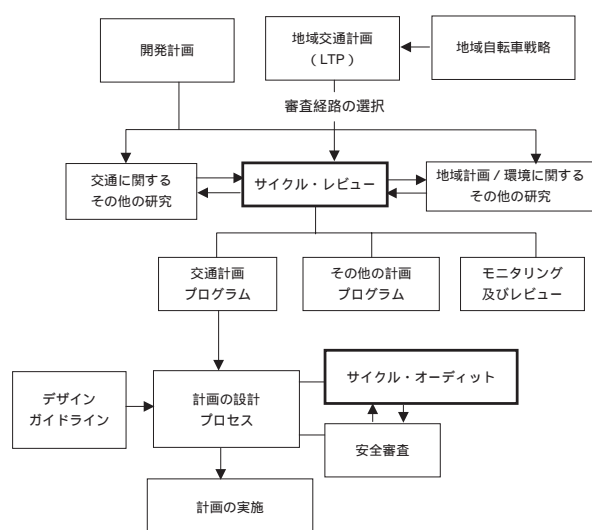 開発計画
地域交通計画
（LTP）
地域自転車戦略
審査経路の選択
交通に関する
その他の研究
サイクル・レビュー
地域計画 / 環境に関する
その他の研究
交通計画
プログラム
その他の計画
プログラム
モニタリング
及びレビュー
デザイン
ガイドライン
計画の設計
プロセス
サイクル・オーディット
安全審査
計画の実施